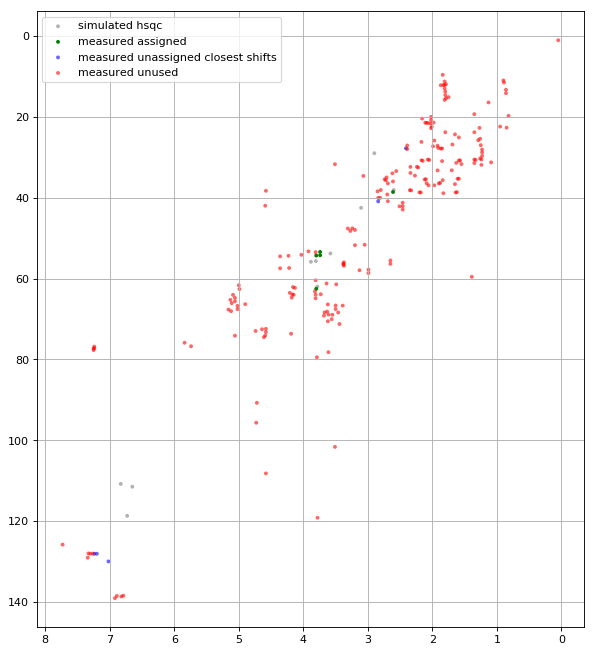 simulated hsqc
measured assigned
measured unassigned closest shifts
measured unused
0
20
40
60
80
100
120
140
8 7 6 5 4 3 2 1 0